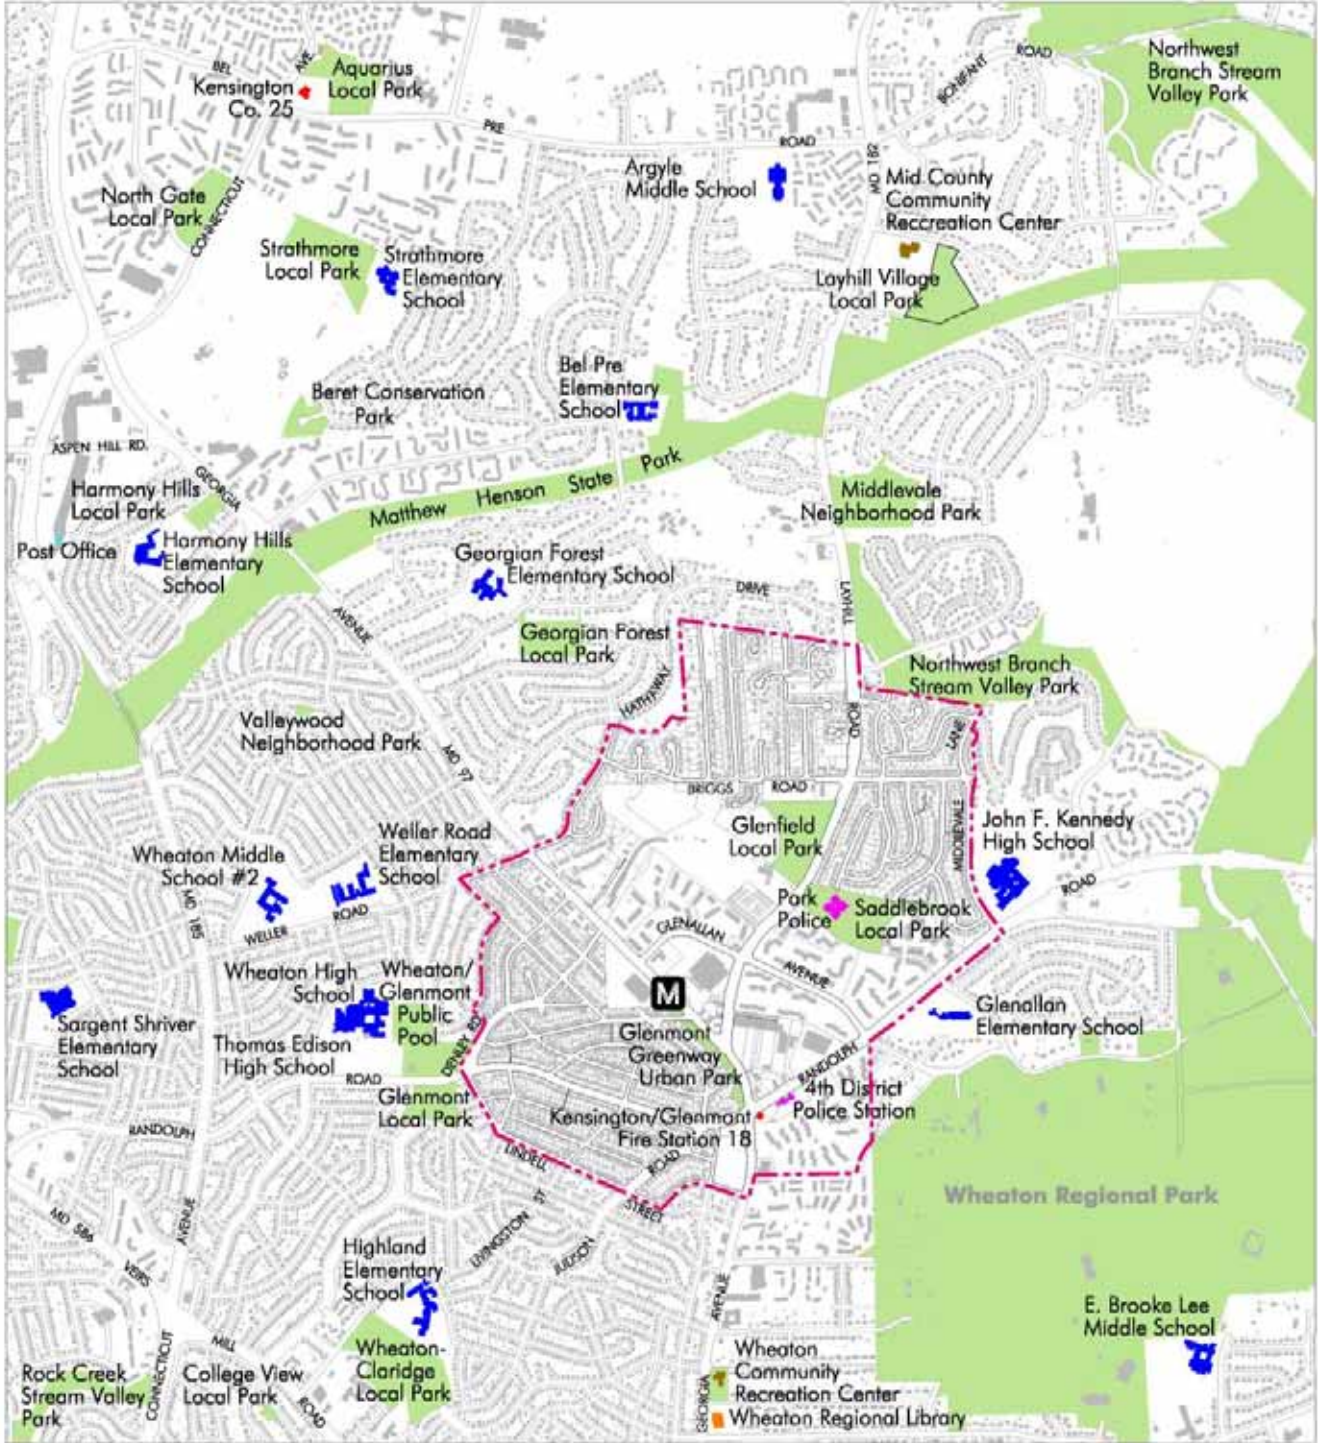 BEL
AVE
Kensington
Co. 25
Aquarius
Local Park
PRE
ROAD
BONIFANT
ROAD
Northwest
Branch Stream
Valley Park
MD 182
Argyle
Middle School
Mid County
Community
Reccreation Center
North Gate
Local Park
CONNECTICUT
Strathmore
Local Park
Strathmore
Elementary
School
Layhill Village
Local Park
Bel Pre
Elementary
School
Beret Conservation
Park
ASPEN HILL RD.
GEORGIA
Matthew Henson State Park
Harmony Hills
Local Park
Middlevale
Neighborhood Park
Post Office
Harmony Hills
Elementary
School
Georgian Forest
Elementary School
DRIVE
LAYHILL
AVENUE
Georgian Forest
Local Park
HATHAWAY
Northwest Branch
Stream Valley Park
Valleywood
Neighborhood Park
ROAD
LANE
MD 97
BRIGGS
ROAD
Glenfield
Local Park
MIDDLEVALE
John F. Kennedy
High School
ROAD
Wheaton Middle
School #2
Weller Road
Elementary
School
MD 185
WELLER
ROAD
Park
Police
Saddlebrook
Local Park
GLENALLAN
AVENUE
M
Wheaton High
School
Wheaton/
Glenmont
Public
Pool
Sargent Shriver
Elementary
School
Thomas Edison
High School
DENLEY RD
Glenmont
Greenway
Urban Park
Glenallan
Elementary School
RANDOLPH
ROAD
Glenmont
Local Park
4th District
Police Station
Kensington/Glenmont
Fire Station 18
RANDOLPH
LINDELL
ROAD
STREET
Wheaton Regional Park
MD 586
VEIRS
AVENUE
LIVINGSTON ST
JUDSON
Highland
Elementary
School
AVENUE
E. Brooke Lee
Middle School
MILL
CONNECTICUT
Rock Creek
Stream Valley
Park
College View
Local Park
ROAD
Wheaton-
Claridge
Local Park
GEORGIA
Wheaton
Community
Recreation Center
Wheaton Regional Library